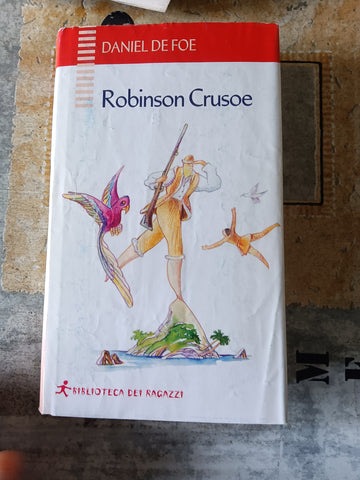 DANIEL DE FOE
Robinson Crusoe
BIBLIOTECA DEI RAGAZZI
M